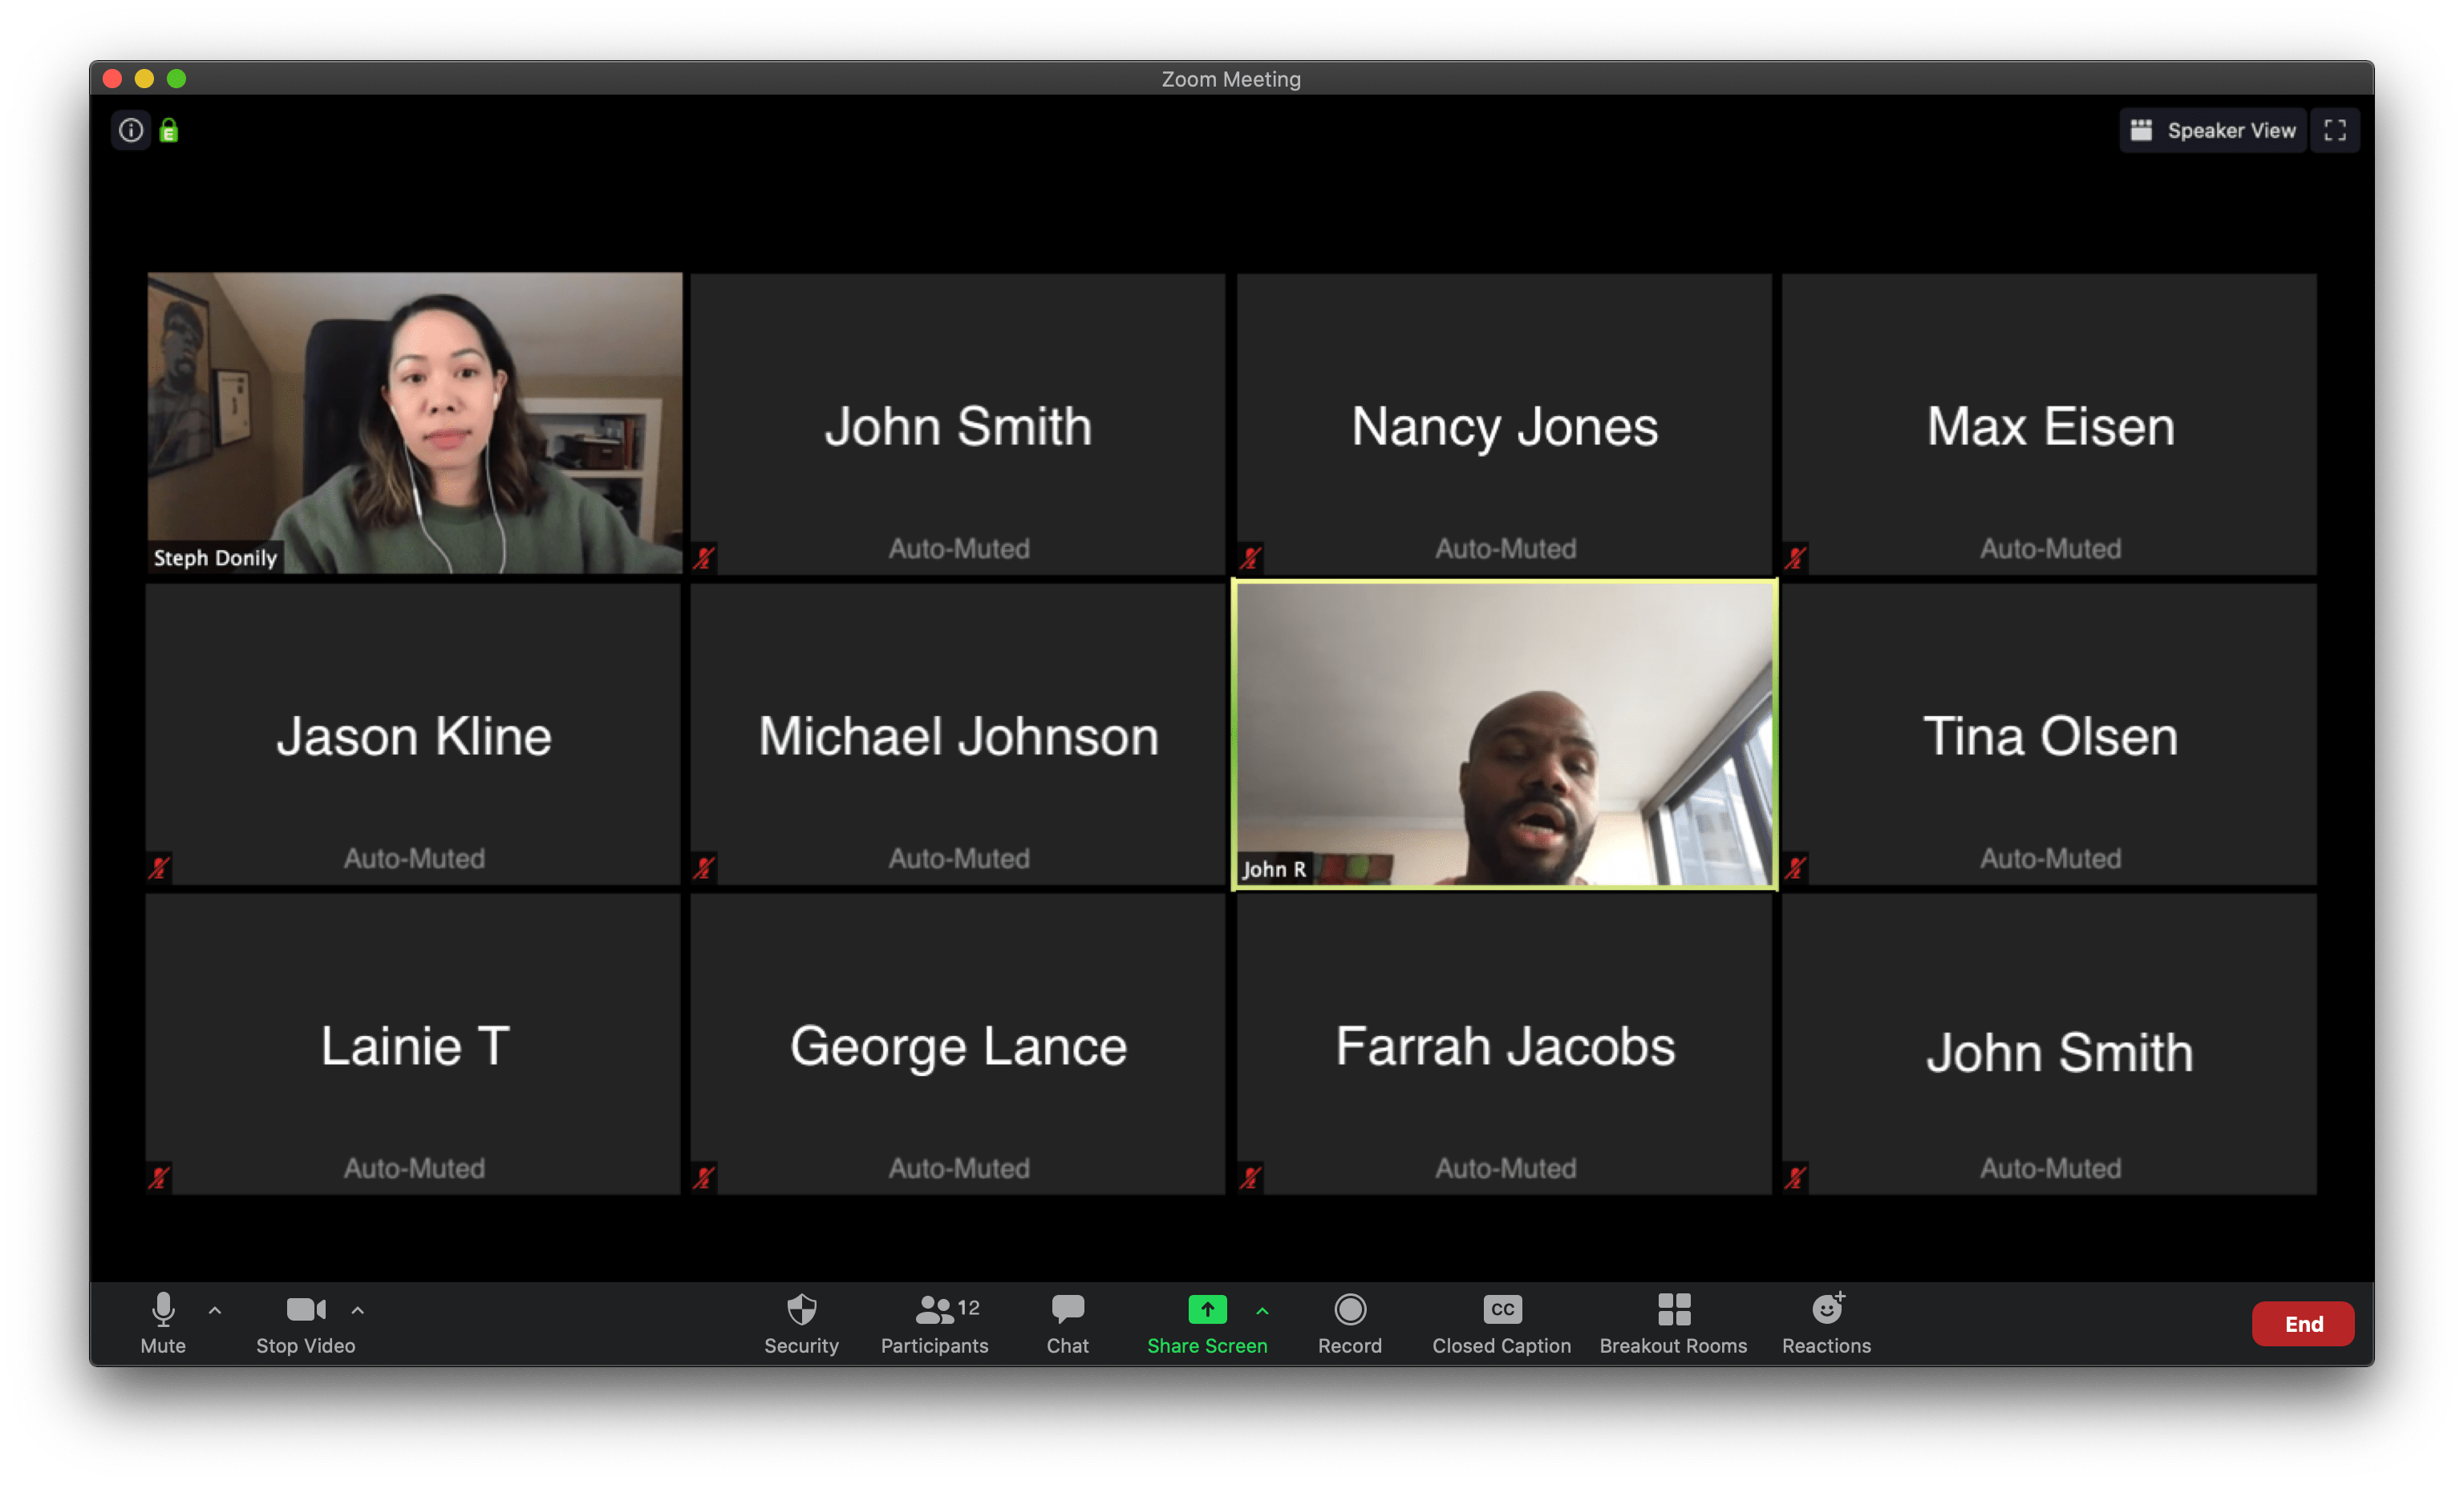 Zoom Meeting
Speaker View
Steph Donily
John Smith
Auto-Muted
Nancy Jones
Auto-Muted
Max Eisen
Auto-Muted
Jason Kline
Auto-Muted
Michael Johnson
Auto-Muted
John R
Tina Olsen
Auto-Muted
Lainie T
Auto-Muted
George Lance
Auto-Muted
Farrah Jacobs
Auto-Muted
John Smith
Auto-Muted
Mute
Stop Video
Security
12
Participants
Chat
Share Screen
Record
CC
Closed Caption
Breakout Rooms
Reactions
End